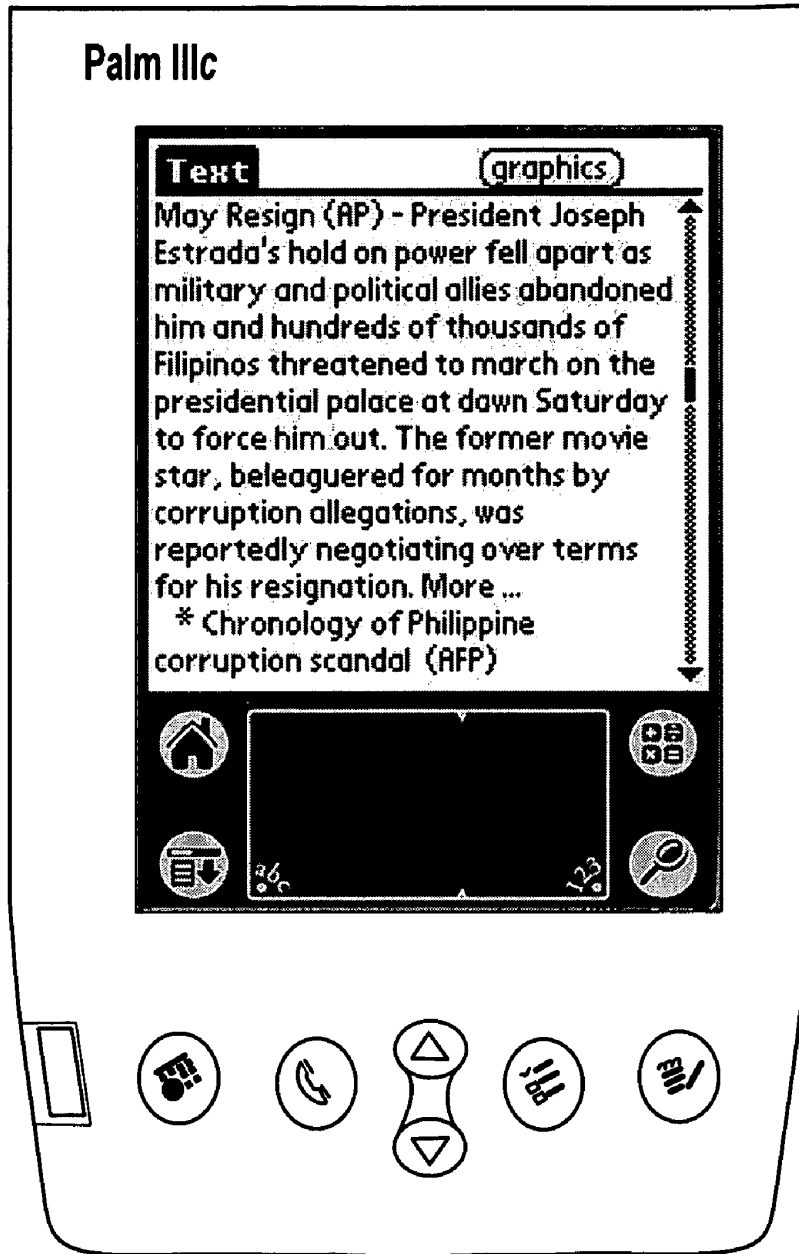 Palm IIIc
Text
(graphics)
May Resign (AP) - President Joseph
Estrada's hold on power fell apart as
military and political allies abandoned
him and hundreds of thousands of
Filipinos threatened to march on the
presidential palace at dawn Saturday
to force him out. The former movie
star, beleaguered for months by
corruption allegations, was
reportedly negotiating over terms
for his resignation. More ...
* Chronology of Philippine
corruption scandal (AFP)
abc
123